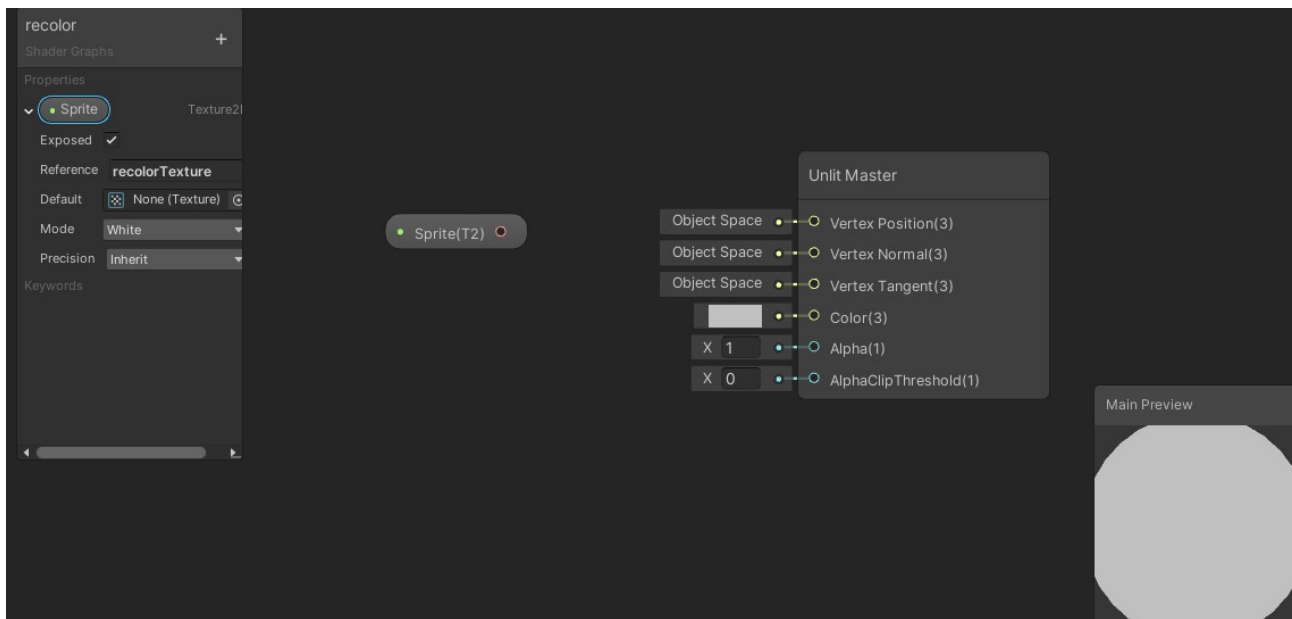 recolor
+
Shader Graphs
Properties
Sprite
Texture2
Exposed
Reference recolorTexture
Default None (Texture)
Mode White
Precision Inherit
Keywords
Sprite(T2)
Unlit Master
Object Space Vertex Position(3)
Object Space Vertex Normal(3)
Object Space Vertex Tangent(3)
Color(3)
X 1 Alpha(1)
X 0 AlphaClipThreshold(1)
Main Preview